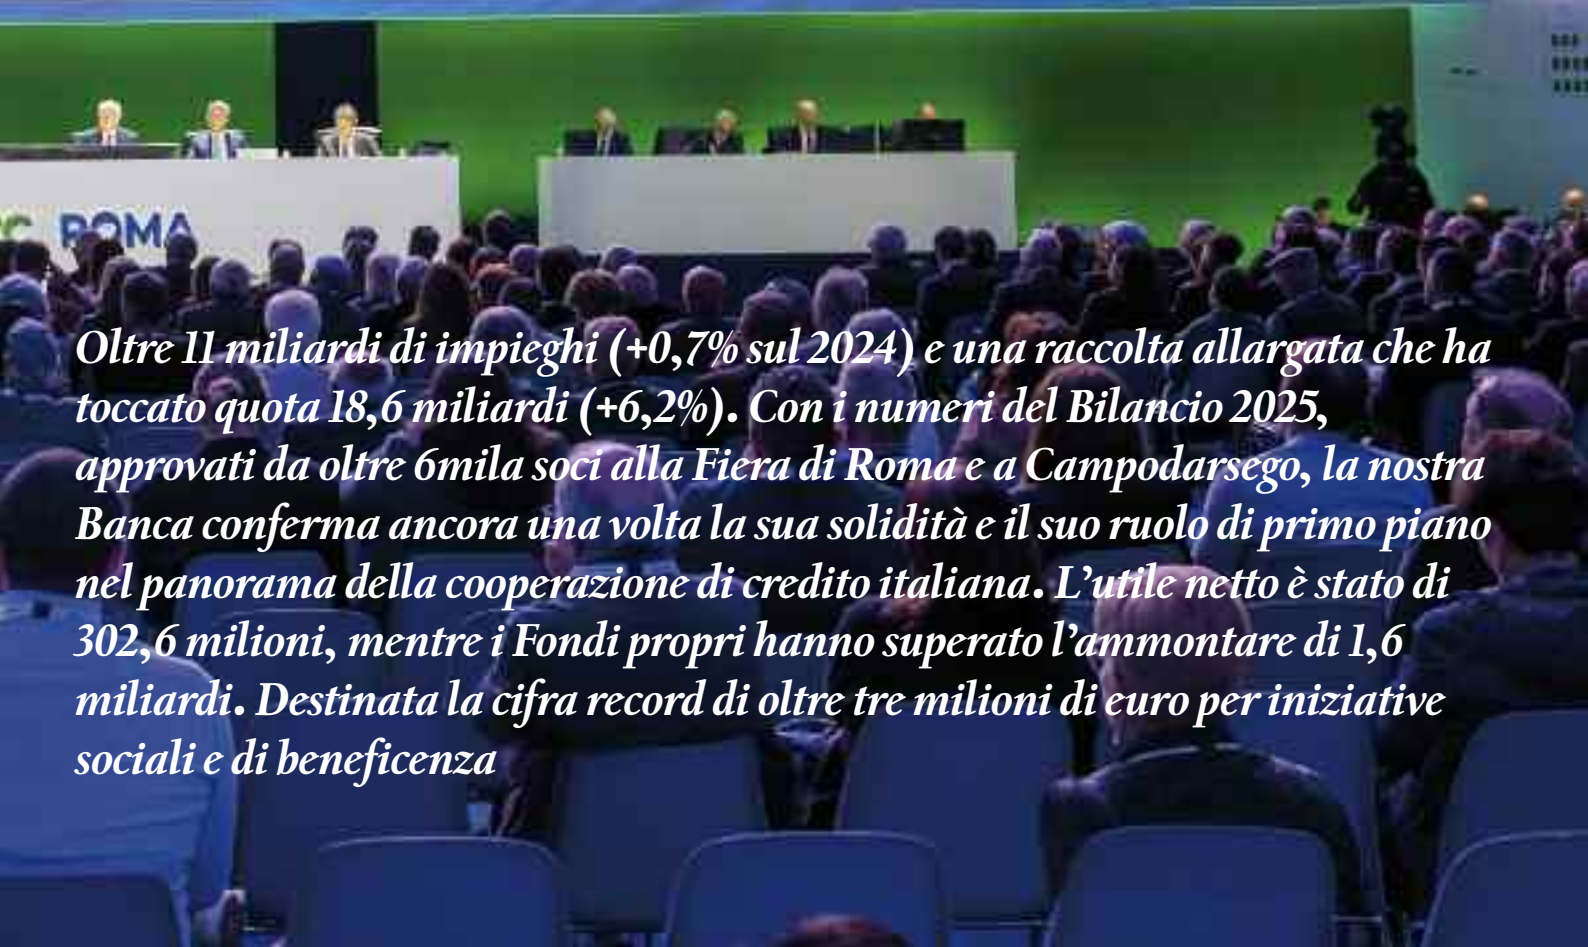 ROMA
Oltre 11 miliardi di impieghi (+0,7% sul 2024) e una raccolta allargata che ha
toccato quota 18,6 miliardi (+6,2%). Con i numeri del Bilancio 2025,
approvati da oltre 6mila soci alla Fiera di Roma e a Campodarsego, la nostra
Banca conferma ancora una volta la sua solidità e il suo ruolo di primo piano
nel panorama della cooperazione di credito italiana. L’utile netto è stato di
302,6 milioni, mentre i Fondi propri hanno superato l’ammontare di 1,6
miliardi. Destinata la cifra record di oltre tre milioni di euro per iniziative
sociali e di beneficenza